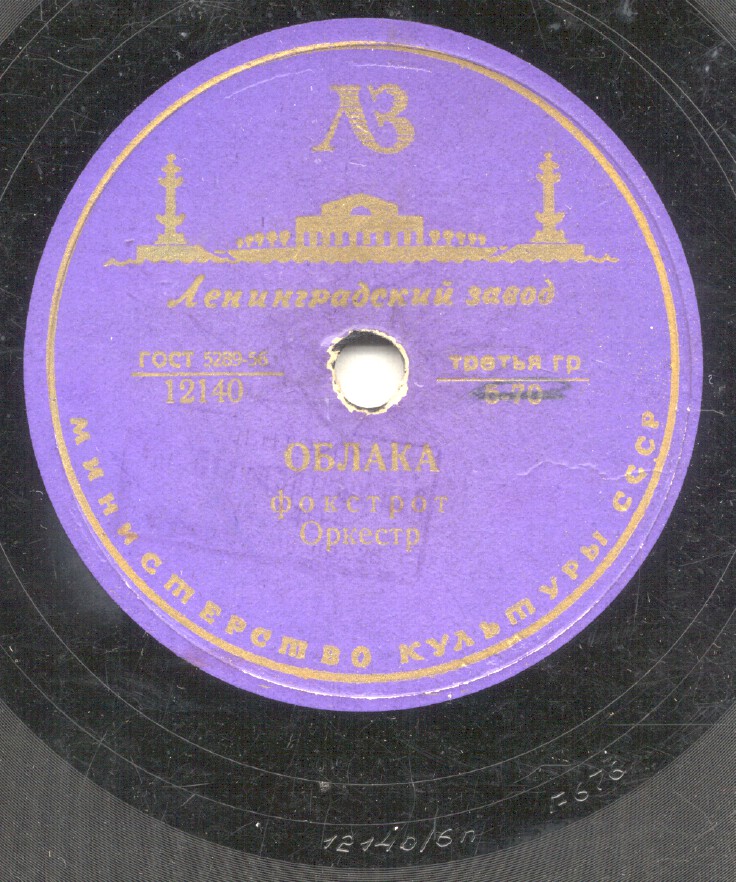 ЛЗ
Ленинградский завод
ГОСТ 5289-56
12140
третья гр
6-70
ОБЛАКА
фокстрот
Оркестр
МИНИСТЕРСТВО КУЛЬТУРЫ СССР
12140/6п